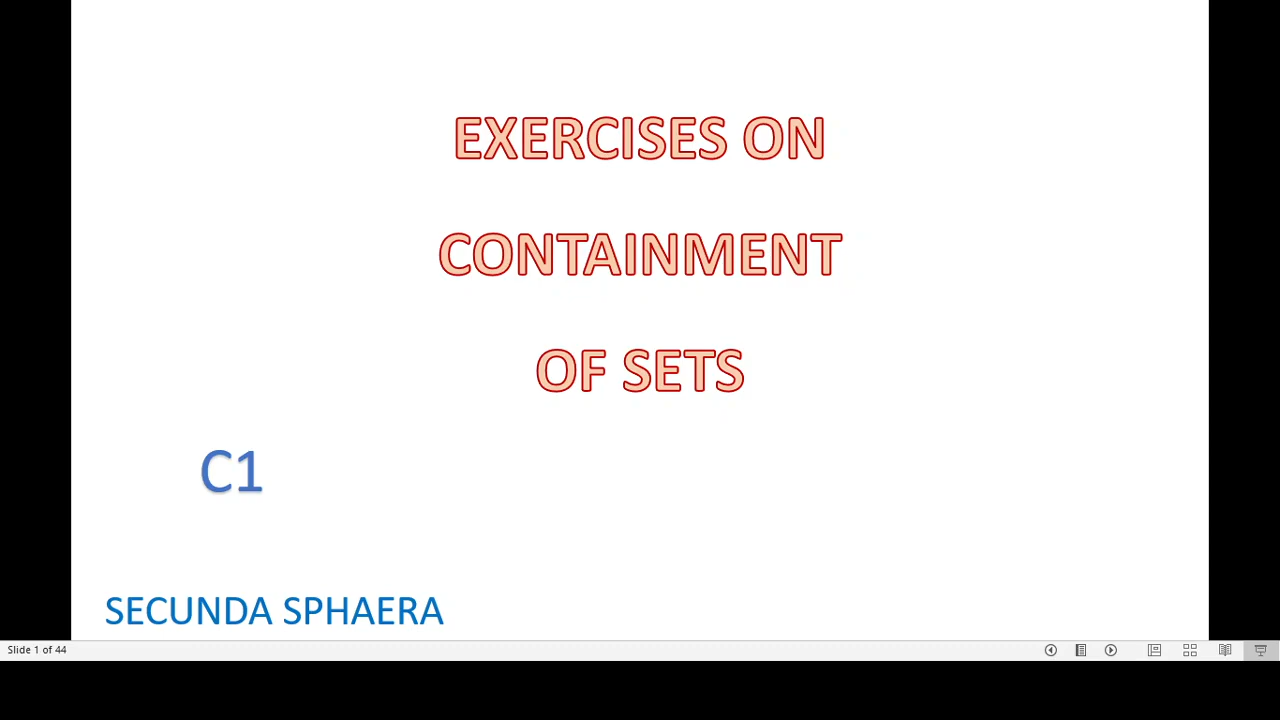 EXERCISES ON
CONTAINMENT
OF SETS
C1
SECUNDA SPHAERA
Slide 1 of 44